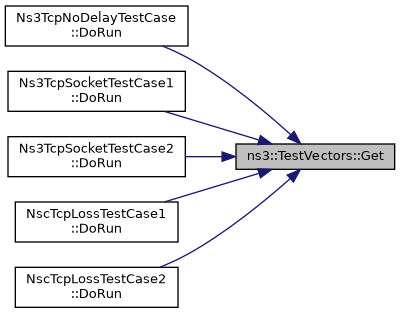 Ns3TcpNoDelayTestCase
::DoRun
Ns3TcpSocketTestCase1
::DoRun
Ns3TcpSocketTestCase2
::DoRun
ns3::TestVectors::Get
NscTcpLossTestCase1
::DoRun
NscTcpLossTestCase2
::DoRun